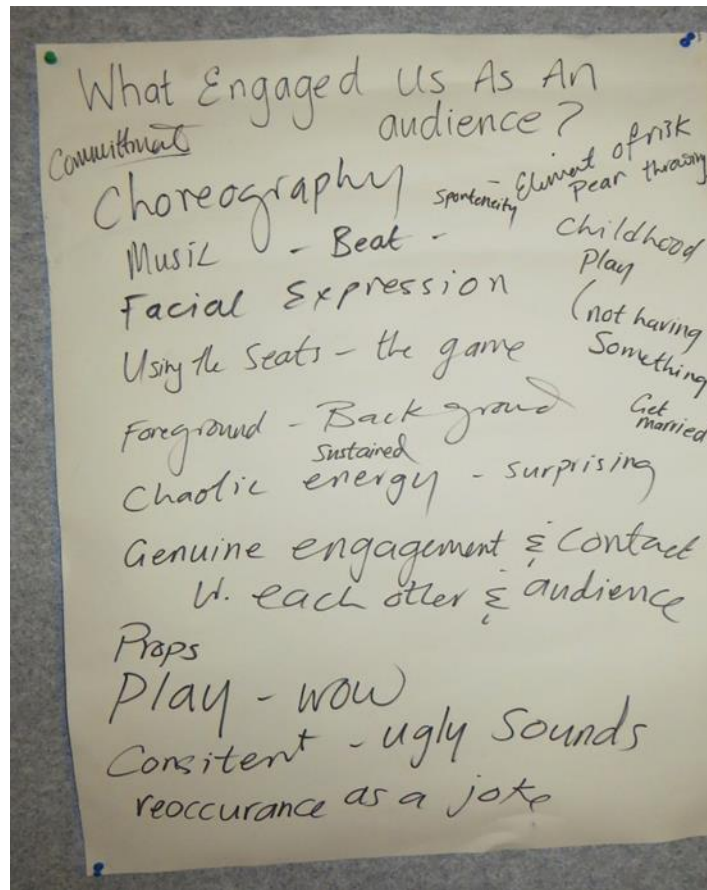 What Engaged Us As An
audience?
Committment
Choreography
Sponteneity - Element of risk
Pear throwing
Music - Beat -
Childhood
Play
Facial Expression
(not having
Something
Using the Seats - the game
Get
married
Foreground - Background
Sustained
Chaotic energy - surprising
Genuine engagement & Contact
W. each other & audience
Props
Play - wow
Consitent - ugly Sounds
reoccurance as a joke